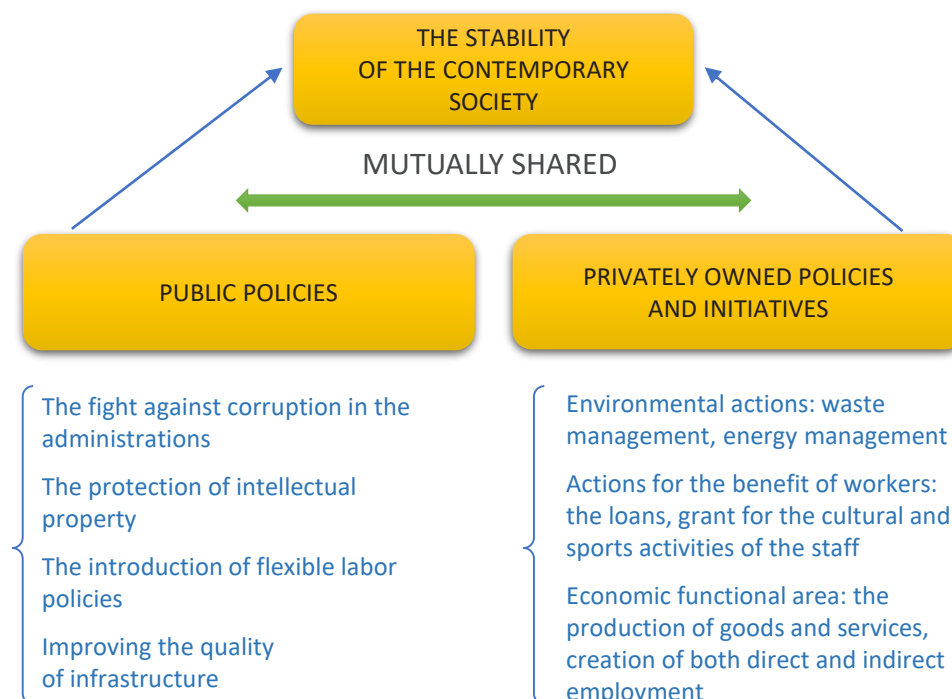 THE STABILITY
OF THE CONTEMPORARY
SOCIETY
MUTUALLY SHARED
PUBLIC POLICIES
PRIVATELY OWNED POLICIES
AND INITIATIVES
The fight against corruption in the
administrations
The protection of intellectual
property
The introduction of flexible labor
policies
Improving the quality
of infrastructure
Environmental actions: waste
management, energy management
Actions for the benefit of workers:
the loans, grant for the cultural and
sports activities of the staff
Economic functional area: the
production of goods and services,
creation of both direct and indirect
employment